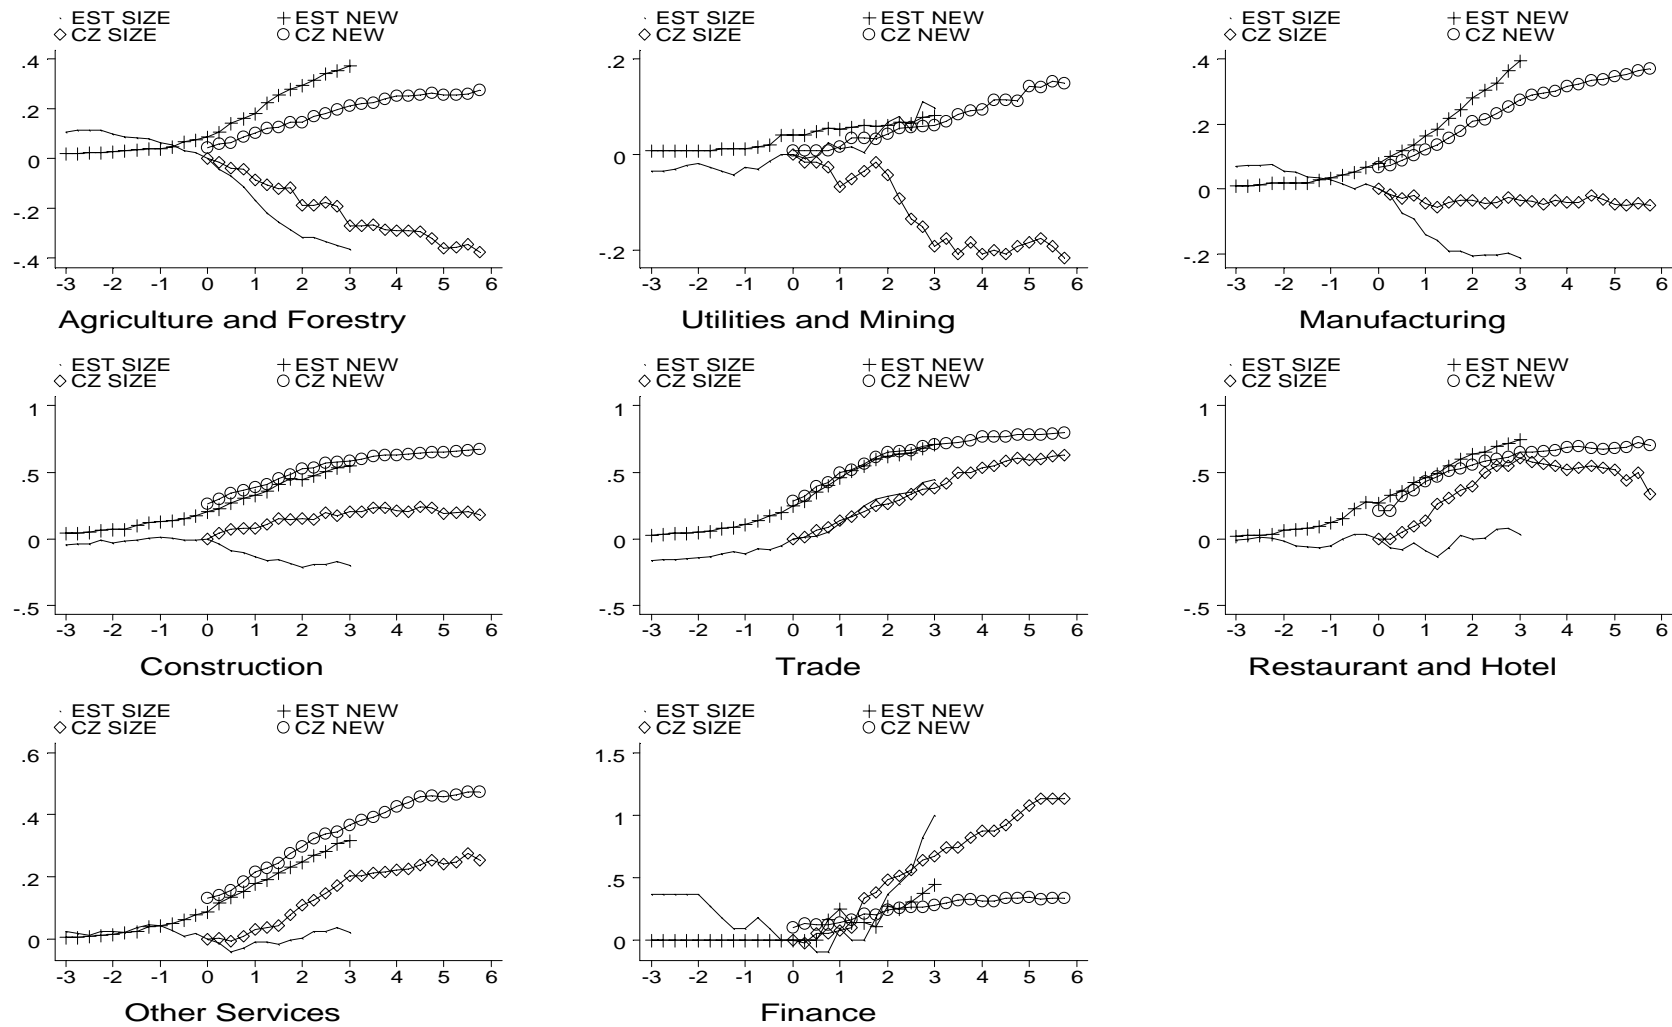 EST SIZE EST NEW EST SIZE EST NEW EST SIZE EST NEW
CZ SIZE CZ NEW CZ SIZE CZ NEW CZ SIZE CZ NEW
.4 .2 .4
.2
0 0 .2
-.2 0
-.4 -.2 -.2
-3 -2 -1 0 1 2 3 4 5 6 -3 -2 -1 0 1 2 3 4 5 6 -3 -2 -1 0 1 2 3 4 5 6
Agriculture and Forestry Utilities and Mining Manufacturing
EST SIZE EST NEW EST SIZE EST NEW EST SIZE EST NEW
CZ SIZE CZ NEW CZ SIZE CZ NEW CZ SIZE CZ NEW
1 1 1
.5 .5 .5
0 0 0
-.5 -.5 -.5
-3 -2 -1 0 1 2 3 4 5 6 -3 -2 -1 0 1 2 3 4 5 6 -3 -2 -1 0 1 2 3 4 5 6
Construction Trade Restaurant and Hotel
EST SIZE EST NEW EST SIZE EST NEW
CZ SIZE CZ NEW CZ SIZE CZ NEW
.6 1.5
.4 1
.2 .5
0 0
-3 -2 -1 0 1 2 3 4 5 6 -3 -2 -1 0 1 2 3 4 5 6
Other Services Finance